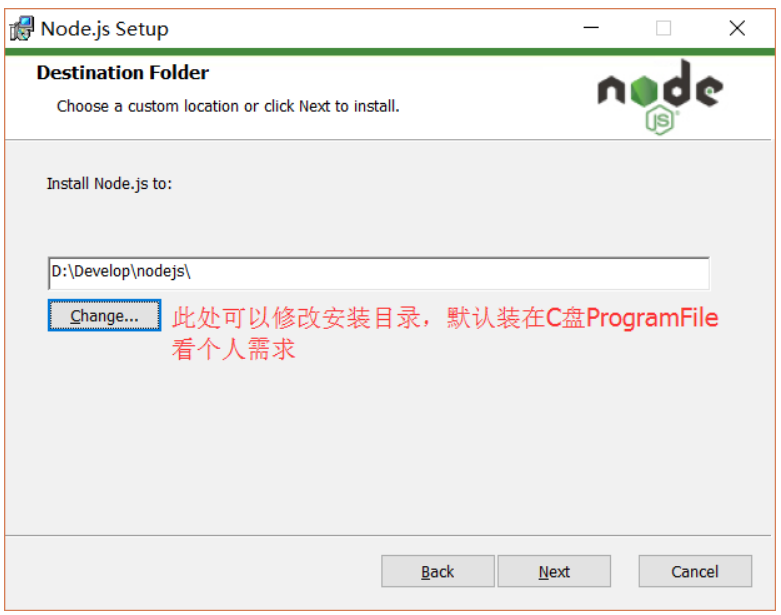 Node.js Setup
Destination Folder
Choose a custom location or click Next to install.
node
JS
Install Node.js to:
D:\Develop\nodejs\
Change...
此处可以修改安装目录，默认装在C盘ProgramFile
看个人需求
Back
Next
Cancel